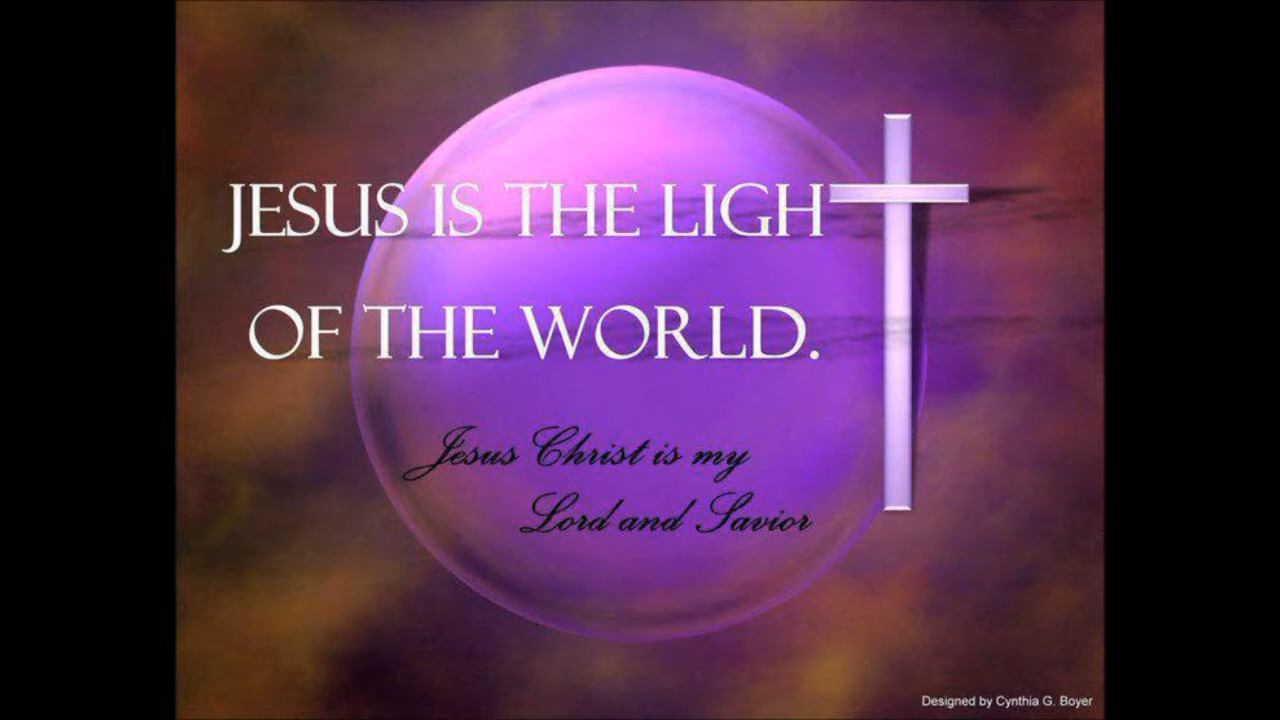 JESUS IS THE LIGH
OF THE WORLD.
Jesus Christ is my
Lord and Savior
Designed by Cynthia G. Boyer